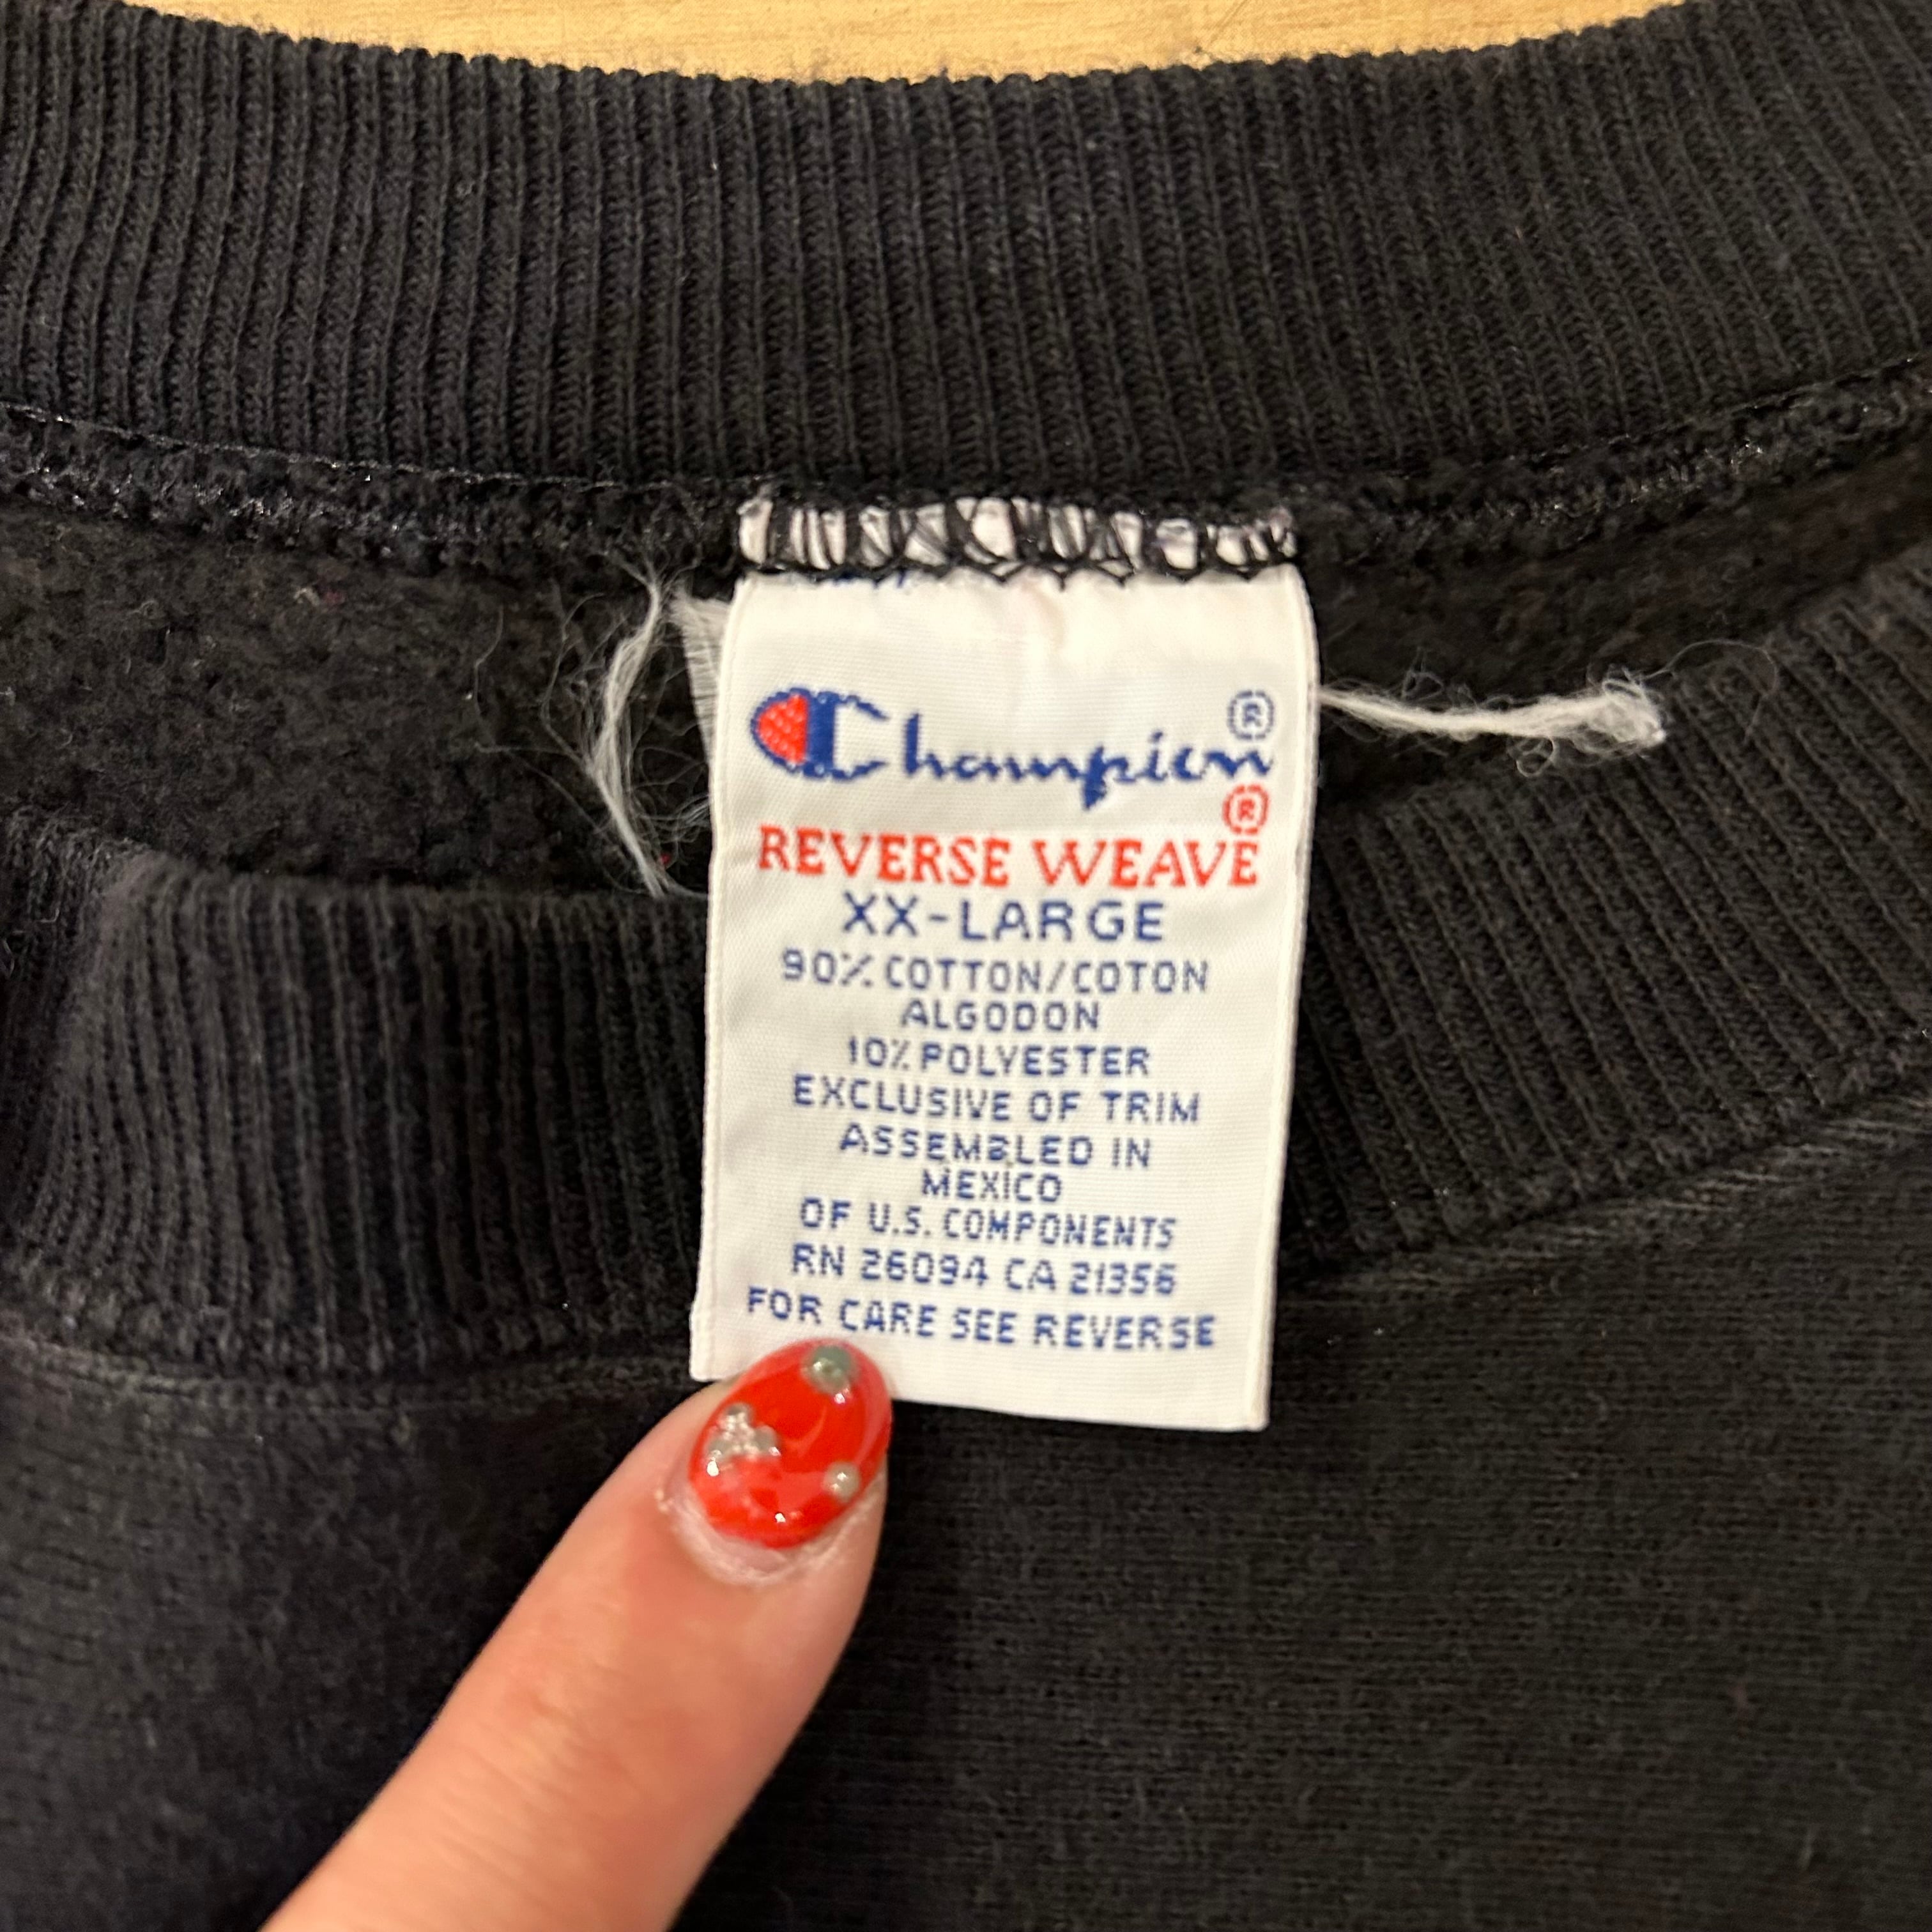 Champion®
REVERSE WEAVE®
XX-LARGE
90% COTTON/COTON
ALGODON
10% POLYESTER
EXCLUSIVE OF TRIM
ASSEMBLED IN
MEXICO
OF U.S. COMPONENTS
RN 26094 CA 21356
FOR CARE SEE REVERSE